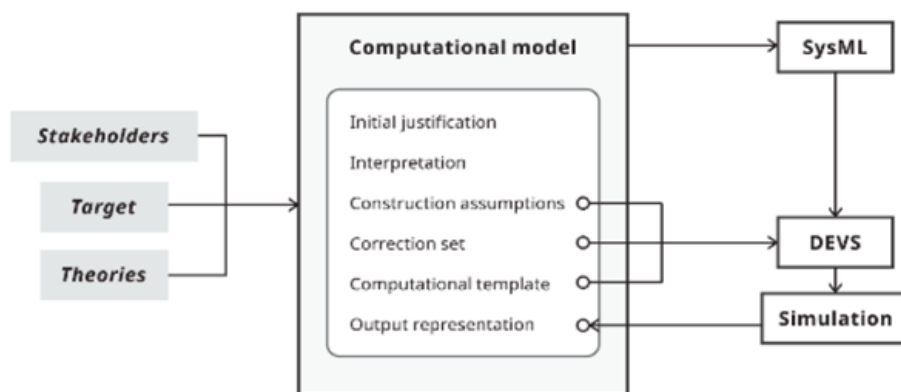 Computational model
SysML
Initial justification
Stakeholders
Interpretation
Target
Construction assumptions
Correction set
DEVS
Theories
Computational template
Output representation
Simulation